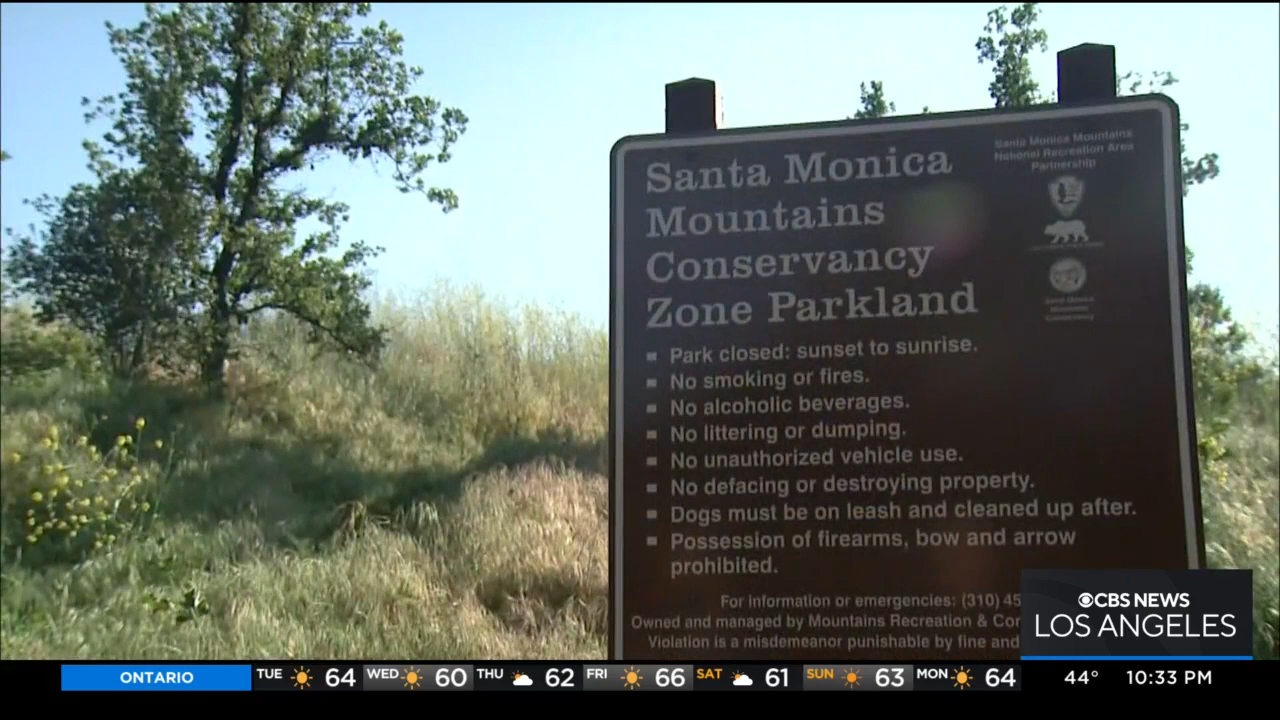 Santa Monica
Mountains
Conservancy
Zone Parkland
Santa Monica Mountains
National Recreation Area
Partnership
Santa Monica
Mountains
Conservancy
Park closed: sunset to sunrise.
No smoking or fires.
No alcoholic beverages.
No littering or dumping.
No unauthorized vehicle use.
No defacing or destroying property.
Dogs must be on leash and cleaned up after.
Possession of firearms, bow and arrow
prohibited.
For information or emergencies: (310) 45
Owned and managed by Mountains Recreation &
Violation is a misdemeanor punishable by fine and
CBS NEWS
LOS ANGELES
ONTARIO TUE 64 WED 60 THU 62 FRI 66 SAT 61 SUN 63 MON 64 44° 10:33 PM